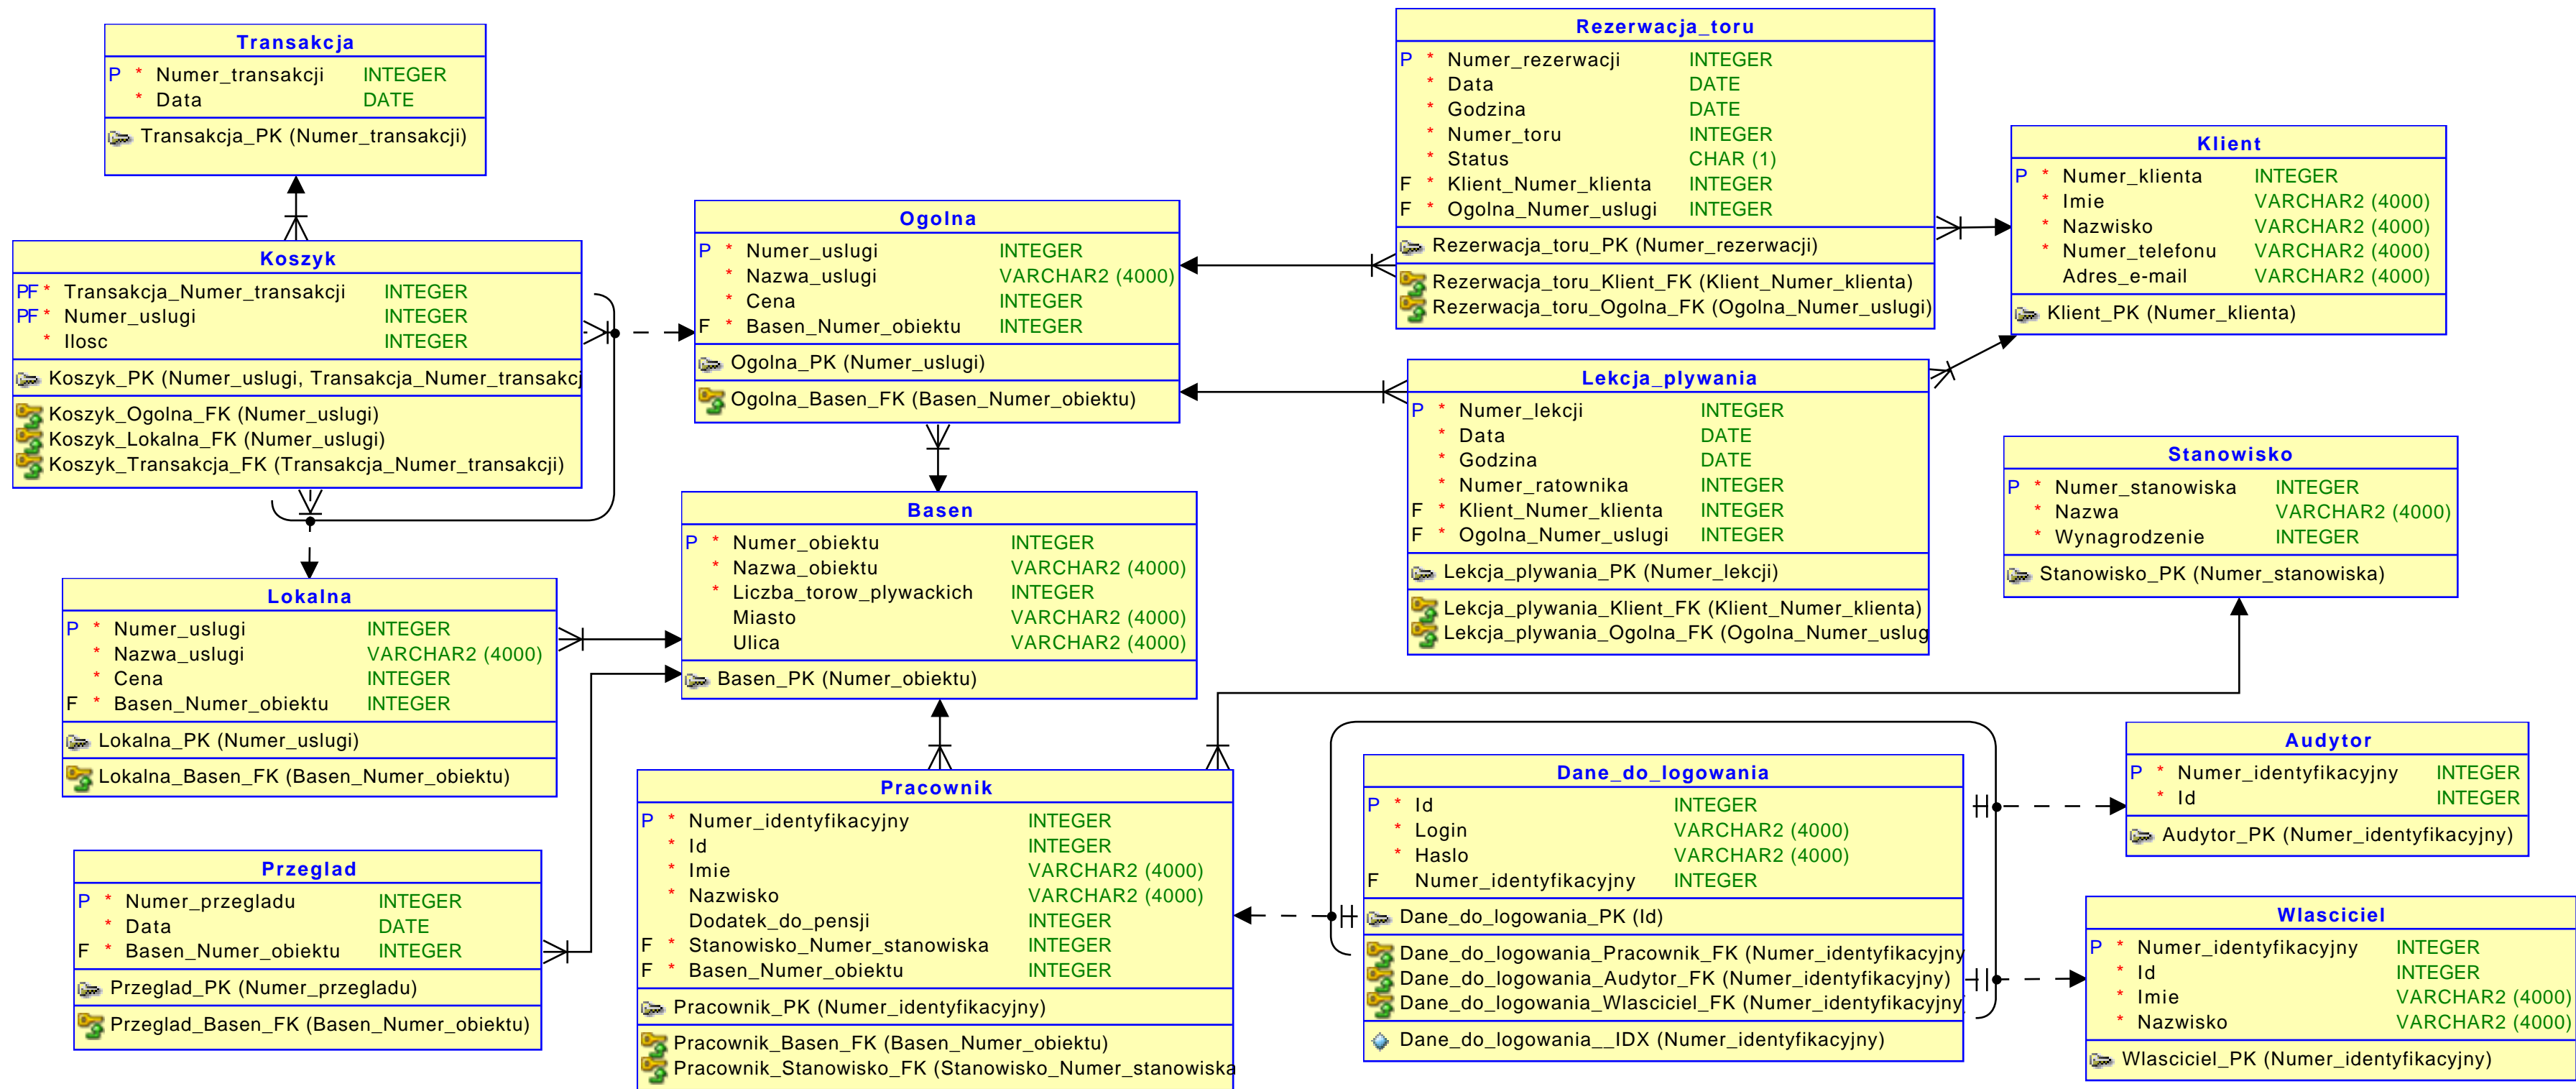 Transakcja
P * Numer_transakcji INTEGER
* Data DATE
Transakcja_PK (Numer_transakcji)
Koszyk
PF * Transakcja_Numer_transakcji INTEGER
PF * Numer_uslugi INTEGER
* Ilosc INTEGER
Koszyk_PK (Numer_uslugi, Transakcja_Numer_transakcj
Koszyk_Ogolna_FK (Numer_uslugi)
Koszyk_Lokalna_FK (Numer_uslugi)
Koszyk_Transakcja_FK (Transakcja_Numer_transakcji)
Lokalna
P * Numer_uslugi INTEGER
* Nazwa_uslugi VARCHAR2 (4000)
* Cena INTEGER
F * Basen_Numer_obiektu INTEGER
Lokalna_PK (Numer_uslugi)
Lokalna_Basen_FK (Basen_Numer_obiektu)
Przeglad
P * Numer_przegladu INTEGER
* Data DATE
F * Basen_Numer_obiektu INTEGER
Przeglad_PK (Numer_przegladu)
Przeglad_Basen_FK (Basen_Numer_obiektu)
Ogolna
P * Numer_uslugi INTEGER
* Nazwa_uslugi VARCHAR2 (4000)
* Cena INTEGER
F * Basen_Numer_obiektu INTEGER
Ogolna_PK (Numer_uslugi)
Ogolna_Basen_FK (Basen_Numer_obiektu)
Basen
P * Numer_obiektu INTEGER
* Nazwa_obiektu VARCHAR2 (4000)
* Liczba_torow_plywackich INTEGER
Miasto VARCHAR2 (4000)
Ulica VARCHAR2 (4000)
Basen_PK (Numer_obiektu)
Pracownik
P * Numer_identyfikacyjny INTEGER
* Id INTEGER
* Imie VARCHAR2 (4000)
* Nazwisko VARCHAR2 (4000)
Dodatek_do_pensji INTEGER
F * Stanowisko_Numer_stanowiska INTEGER
F * Basen_Numer_obiektu INTEGER
Pracownik_PK (Numer_identyfikacyjny)
Pracownik_Basen_FK (Basen_Numer_obiektu)
Pracownik_Stanowisko_FK (Stanowisko_Numer_stanowiska
Rezerwacja_toru
P * Numer_rezerwacji INTEGER
* Data DATE
* Godzina DATE
* Numer_toru INTEGER
* Status CHAR (1)
F * Klient_Numer_klienta INTEGER
F * Ogolna_Numer_uslugi INTEGER
Rezerwacja_toru_PK (Numer_rezerwacji)
Rezerwacja_toru_Klient_FK (Klient_Numer_klienta)
Rezerwacja_toru_Ogolna_FK (Ogolna_Numer_uslugi)
Lekcja_plywania
P * Numer_lekcji INTEGER
* Data DATE
* Godzina DATE
* Numer_ratownika INTEGER
F * Klient_Numer_klienta INTEGER
F * Ogolna_Numer_uslugi INTEGER
Lekcja_plywania_PK (Numer_lekcji)
Lekcja_plywania_Klient_FK (Klient_Numer_klienta)
Lekcja_plywania_Ogolna_FK (Ogolna_Numer_uslug
Klient
P * Numer_klienta INTEGER
* Imie VARCHAR2 (4000)
* Nazwisko VARCHAR2 (4000)
* Numer_telefonu VARCHAR2 (4000)
Adres_e-mail VARCHAR2 (4000)
Klient_PK (Numer_klienta)
Stanowisko
P * Numer_stanowiska INTEGER
* Nazwa VARCHAR2 (4000)
* Wynagrodzenie INTEGER
Stanowisko_PK (Numer_stanowiska)
Dane_do_logowania
P * Id INTEGER
* Login VARCHAR2 (4000)
* Haslo VARCHAR2 (4000)
F Numer_identyfikacyjny INTEGER
Dane_do_logowania_PK (Id)
Dane_do_logowania_Pracownik_FK (Numer_identyfikacyjny
Dane_do_logowania_Audytor_FK (Numer_identyfikacyjny)
Dane_do_logowania_Wlasciciel_FK (Numer_identyfikacyjny
Dane_do_logowania__IDX (Numer_identyfikacyjny)
Audytor
P * Numer_identyfikacyjny INTEGER
* Id INTEGER
Audytor_PK (Numer_identyfikacyjny)
Wlasciciel
P * Numer_identyfikacyjny INTEGER
* Id INTEGER
* Imie VARCHAR2 (4000)
* Nazwisko VARCHAR2 (4000)
Wlasciciel_PK (Numer_identyfikacyjny)